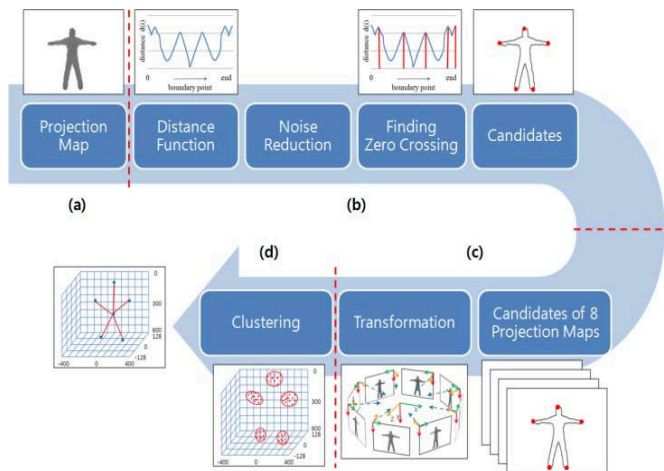 distance d(i)
0
end
boundary point
distance d(i)
0
end
boundary point
Projection
Map
Distance
Function
Noise
Reduction
Finding
Zero Crossing
Candidates
(a)
(b)
(d)
(c)
0
300
600
128
0
-128
-400
0
400
Clustering
Transformation
Candidates of 8
Projection Maps
0
300
600
128
0
-128
-400
0
400